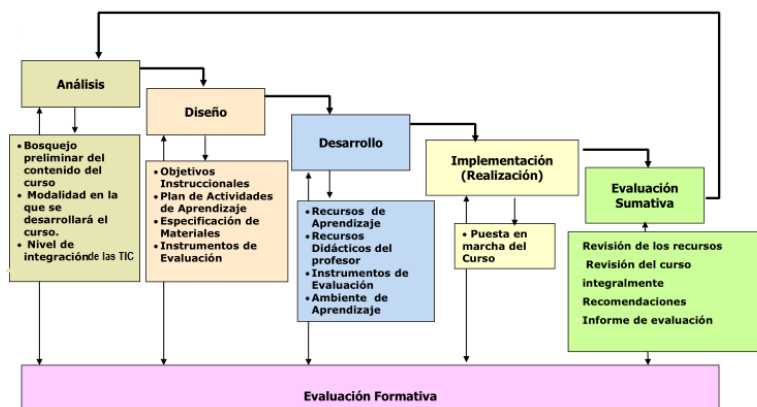 Análisis
Diseño
Desarrollo
Implementación
(Realización)
Evaluación
Sumativa
• Bosquejo
preliminar del
contenido del
curso
• Modalidad en la
que se
desarrollará el
curso.
• Nivel de
integración de las TIC
• Objetivos
Instruccionales
• Plan de Actividades
de Aprendizaje
• Especificación de
Materiales
• Instrumentos de
Evaluación
• Recursos de
Aprendizaje
• Recursos
Didácticos del
profesor
• Instrumentos de
Evaluación
• Ambiente de
Aprendizaje
• Puesta en
marcha del
Curso
Revisión de los recursos
Revisión del curso
integralmente
Recomendaciones
Informe de evaluación
Evaluación Formativa